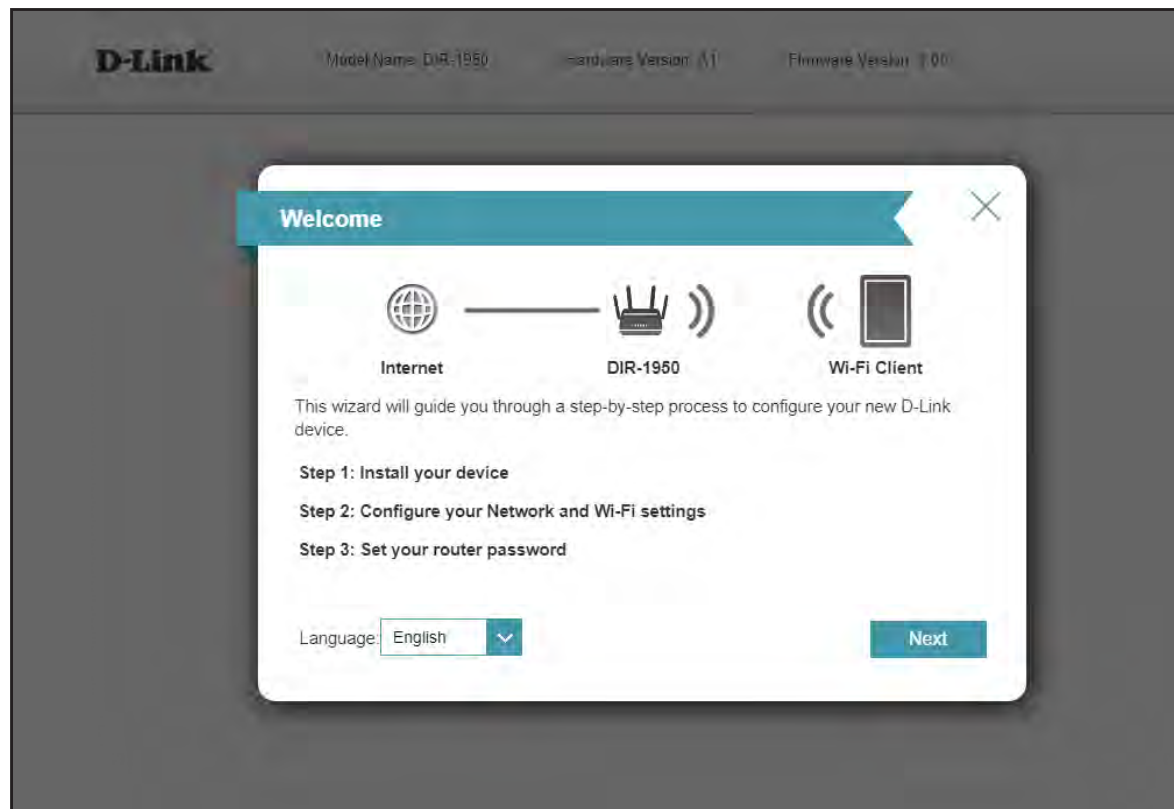 D-Link
Model Name: DIR-1950 Hardware Version: A1 Firmware Version: 1.00
Welcome
Internet DIR-1950 Wi-Fi Client
This wizard will guide you through a step-by-step process to configure your new D-Link
device.
Step 1: Install your device
Step 2: Configure your Network and Wi-Fi settings
Step 3: Set your router password
Language: English
Next